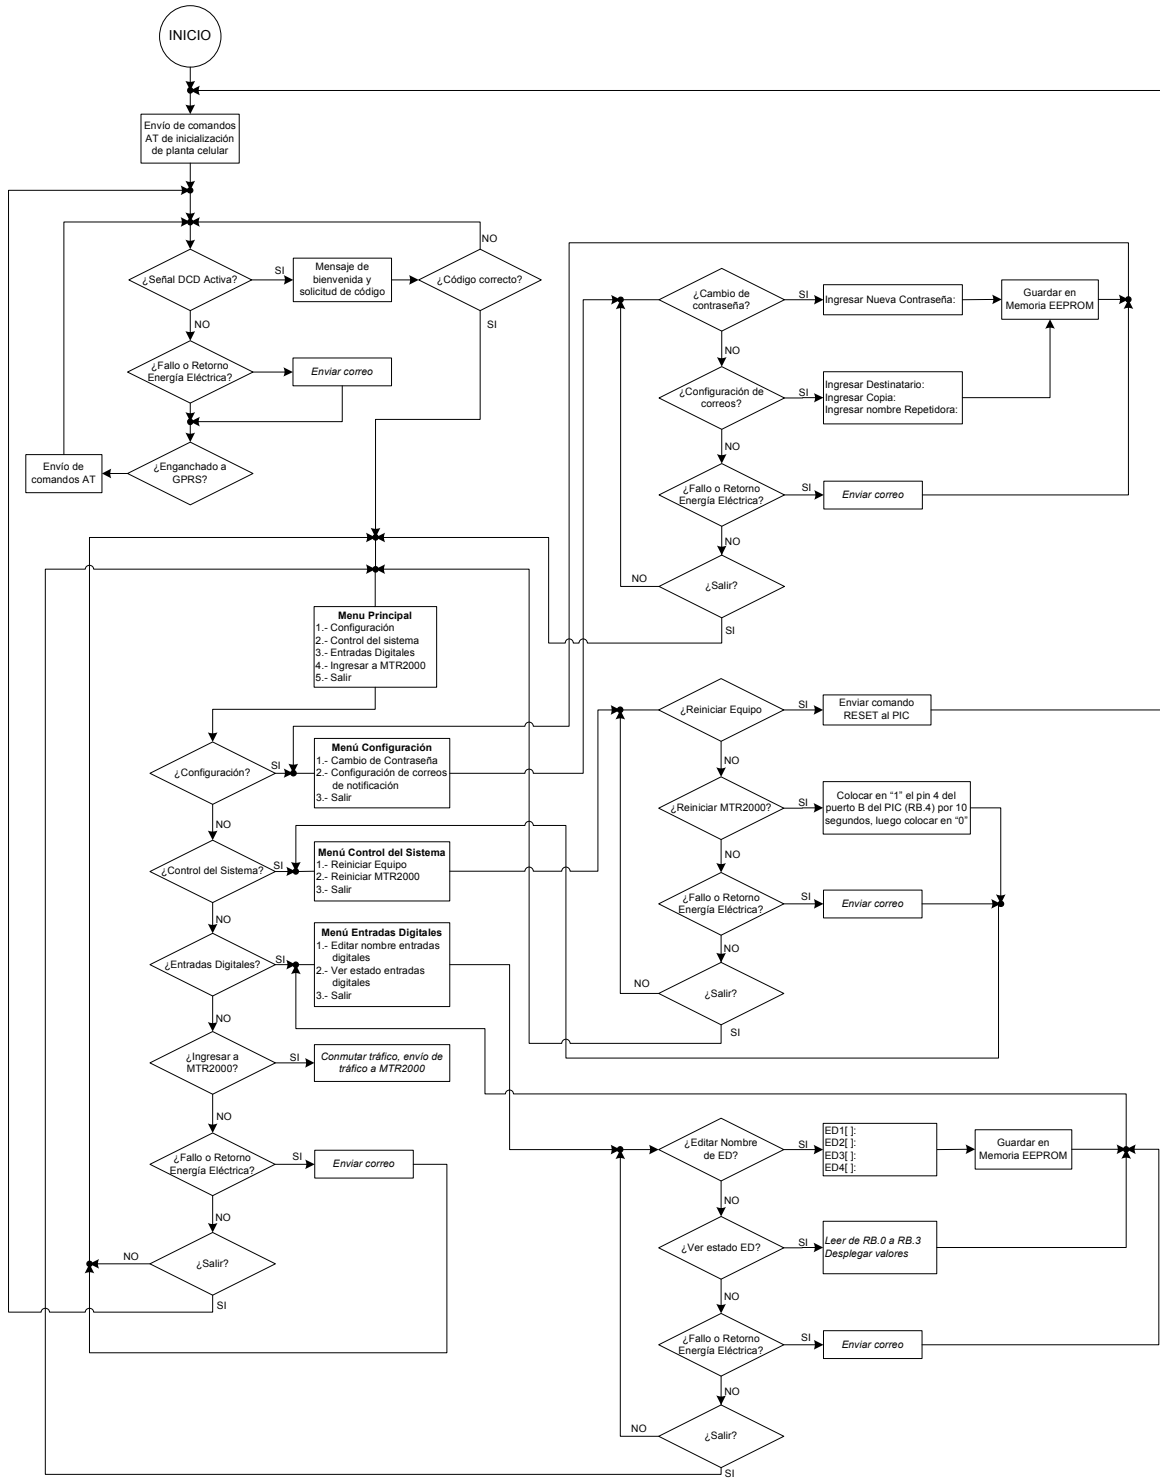 INICIO
Envío de comandos
AT de inicialización
de planta celular
¿Señal DCD Activa?
SI
Mensaje de
bienvenida y
solicitud de código
¿Código correcto?
NO
SI
NO
¿Fallo o Retorno
Energía Eléctrica?
Enviar correo
¿Enganchado a
GPRS?
Envío de
comandos AT
¿Cambio de
contraseña?
SI
Ingresar Nueva Contraseña:
Guardar en
Memoria EEPROM
NO
¿Configuración de
correos?
SI
Ingresar Destinatario:
Ingresar Copia:
Ingresar nombre Repetidora:
NO
¿Fallo o Retorno
Energía Eléctrica?
SI
Enviar correo
NO
¿Salir?
NO
SI
Menu Principal
1.- Configuración
2.- Control del sistema
3.- Entradas Digitales
4.- Ingresar a MTR2000
5.- Salir
¿Configuración?
SI
Menú Configuración
1.- Cambio de Contraseña
2.- Configuración de correos
de notificación
3.- Salir
NO
¿Control del Sistema?
SI
Menú Control del Sistema
1.- Reiniciar Equipo
2.- Reiniciar MTR2000
3.- Salir
NO
¿Entradas Digitales?
SI
Menú Entradas Digitales
1.- Editar nombre entradas
digitales
2.- Ver estado entradas
digitales
3.- Salir
NO
¿Ingresar a
MTR2000?
SI
Conmutar tráfico, envío de
tráfico a MTR2000
NO
¿Fallo o Retorno
Energía Eléctrica?
SI
Enviar correo
NO
¿Salir?
NO
SI
¿Reiniciar Equipo
SI
Enviar comando
RESET al PIC
NO
¿Reiniciar MTR2000?
SI
Colocar en “1” el pin 4 del
puerto B del PIC (RB.4) por 10
segundos, luego colocar en “0”
NO
¿Fallo o Retorno
Energía Eléctrica?
SI
Enviar correo
NO
¿Salir?
NO
SI
¿Editar Nombre
de ED?
SI
ED1[ ]:
ED2[ ]:
ED3[ ]:
ED4[ ]:
Guardar en
Memoria EEPROM
NO
¿Ver estado ED?
SI
Leer de RB.0 a RB.3
Desplegar valores
NO
¿Fallo o Retorno
Energía Eléctrica?
SI
Enviar correo
NO
¿Salir?
NO
SI